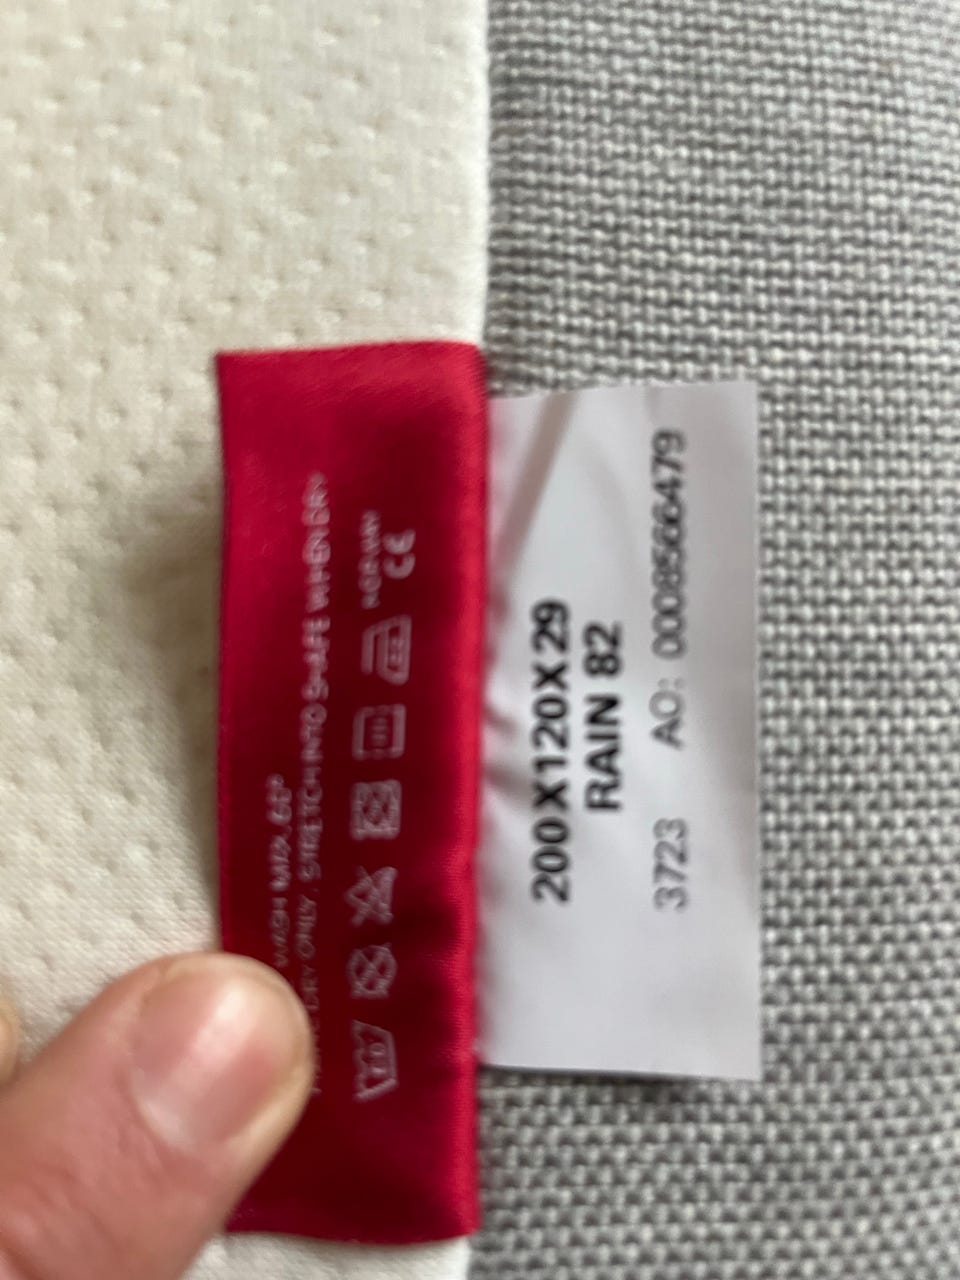 WASH MAX. 60°
DRY ONLY. STRETCH INTO SHAPE WHEN DRY
NORWAY
CE
200X120X29
RAIN 82
3723 AO: 0008566479